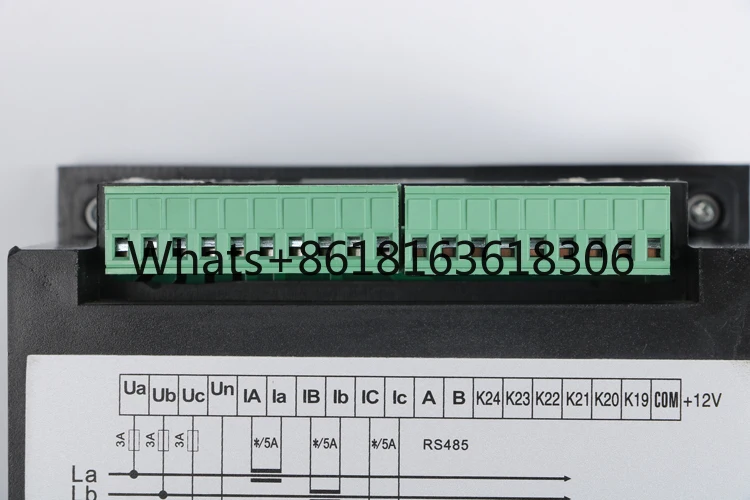 Whats+8618163618306
Ua Ub Uc Un IA Ia IB Ib IC Ic A B K24 K23 K22 K21 K20 K19 COM +12V
3A 3A 3A */5A */5A */5A RS485
La
Lb